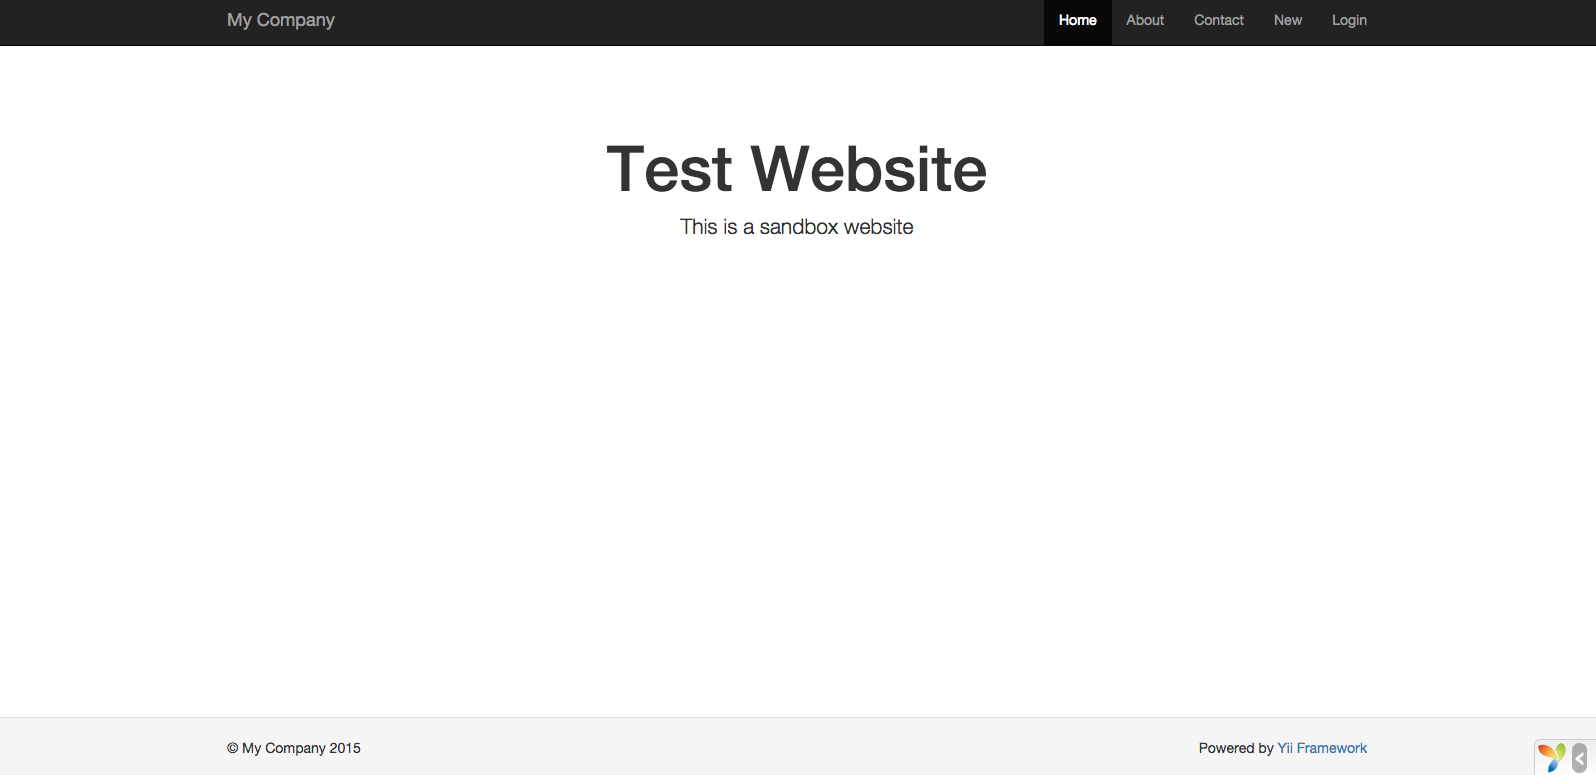 My Company
Home About Contact New Login
Test Website
This is a sandbox website
© My Company 2015
Powered by Yii Framework